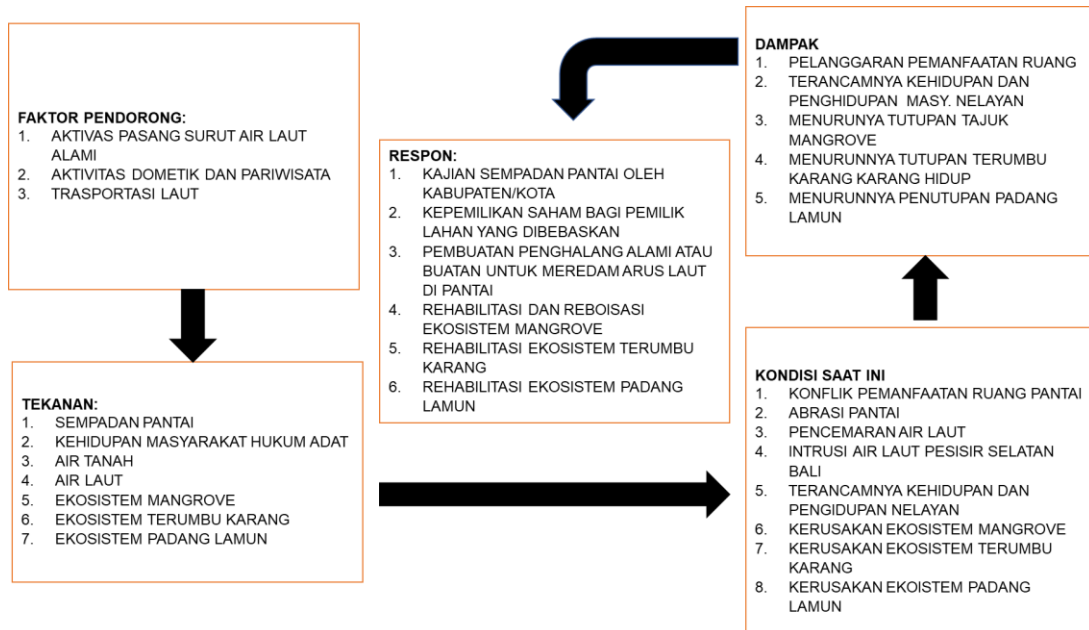 FAKTOR PENDORONG:
1. AKTIVAS PASANG SURUT AIR LAUT
ALAMI
2. AKTIVITAS DOMETIK DAN PARIWISATA
3. TRASPORTASI LAUT
TEKANAN:
1. SEMPADAN PANTAI
2. KEHIDUPAN MASYARAKAT HUKUM ADAT
3. AIR TANAH
4. AIR LAUT
5. EKOSISTEM MANGROVE
6. EKOSISTEM TERUMBU KARANG
7. EKOSISTEM PADANG LAMUN
KONDISI SAAT INI
1. KONFLIK PEMANFAATAN RUANG PANTAI
2. ABRASI PANTAI
3. PENCEMARAN AIR LAUT
4. INTRUSI AIR LAUT PESISIR SELATAN
BALI
5. TERANCAMNYA KEHIDUPAN DAN
PENGIDUPAN NELAYAN
6. KERUSAKAN EKOSISTEM MANGROVE
7. KERUSAKAN EKOSISTEM TERUMBU
KARANG
8. KERUSAKAN EKOISTEM PADANG
LAMUN
DAMPAK
1. PELANGGARAN PEMANFAATAN RUANG
2. TERANCAMNYA KEHIDUPAN DAN
PENGHIDUPAN MASY. NELAYAN
3. MENURUNYA TUTUPAN TAJUK
MANGROVE
4. MENURUNNYA TUTUPAN TERUMBU
KARANG KARANG HIDUP
5. MENURUNNYA PENUTUPAN PADANG
LAMUN
RESPON:
1. KAJIAN SEMPADAN PANTAI OLEH
KABUPATEN/KOTA
2. KEPEMILIKAN SAHAM BAGI PEMILIK
LAHAN YANG DIBEBASKAN
3. PEMBUATAN PENGHALANG ALAMI ATAU
BUATAN UNTUK MEREDAM ARUS LAUT
DI PANTAI
4. REHABILITASI DAN REBOISASI
EKOSISTEM MANGROVE
5. REHABILITASI EKOSISTEM TERUMBU
KARANG
6. REHABILITASI EKOSISTEM PADANG
LAMUN